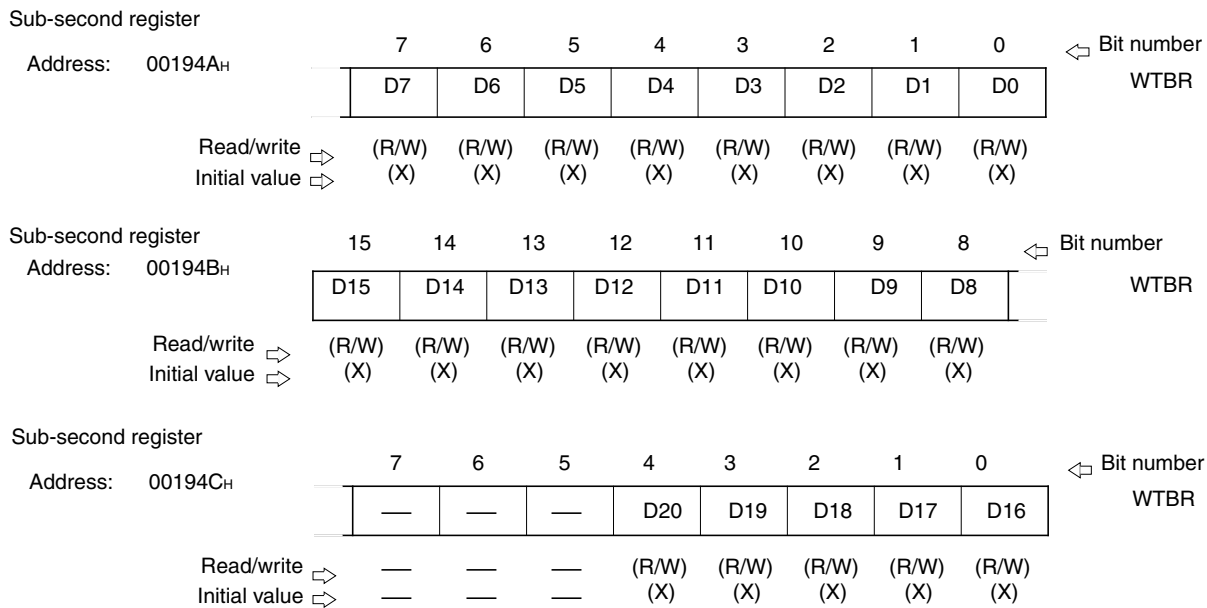 Sub-second register
7 6 5 4 3 2 1 0 Bit number
Address: 00194AH
D7 D6 D5 D4 D3 D2 D1 D0 WTBR
Read/write (R/W) (R/W) (R/W) (R/W) (R/W) (R/W) (R/W) (R/W)
Initial value (X) (X) (X) (X) (X) (X) (X) (X)
Sub-second register
15 14 13 12 11 10 9 8 Bit number
Address: 00194BH
D15 D14 D13 D12 D11 D10 D9 D8 WTBR
Read/write (R/W) (R/W) (R/W) (R/W) (R/W) (R/W) (R/W) (R/W)
Initial value (X) (X) (X) (X) (X) (X) (X) (X)
Sub-second register
7 6 5 4 3 2 1 0 Bit number
Address: 00194CH
— — — D20 D19 D18 D17 D16 WTBR
Read/write — — — (R/W) (R/W) (R/W) (R/W) (R/W)
Initial value — — — (X) (X) (X) (X) (X)